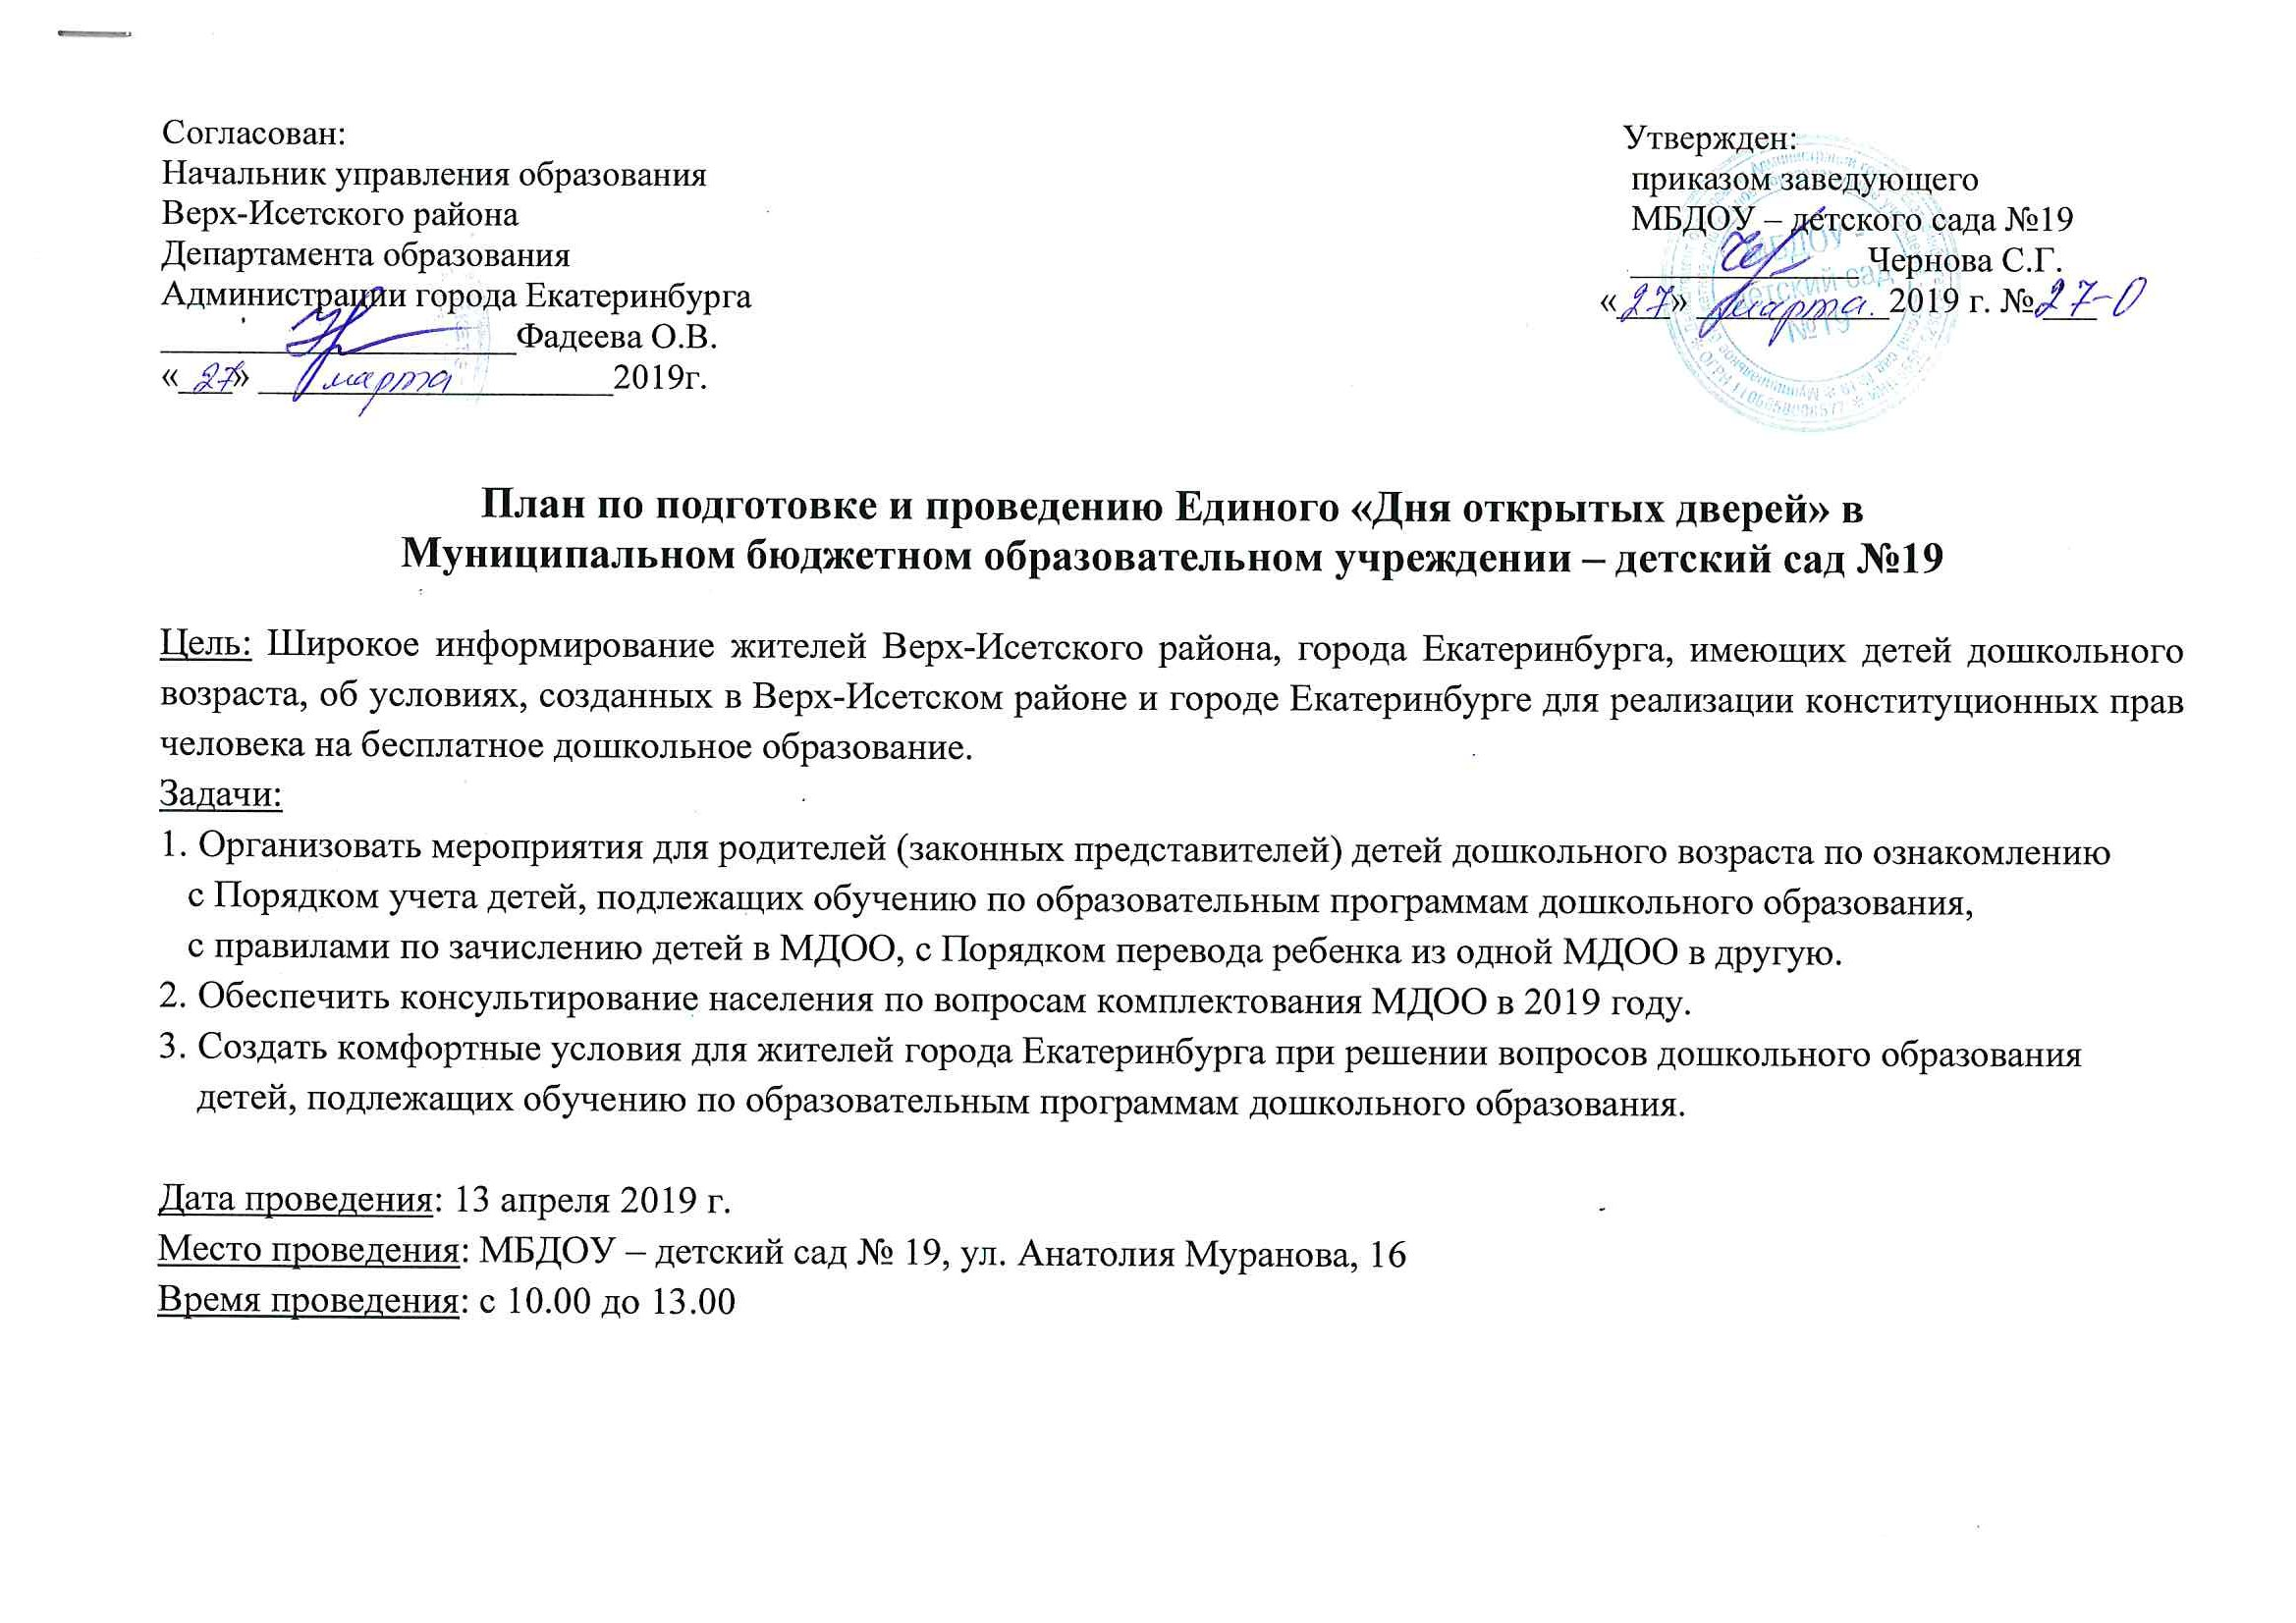 Согласован:
Начальник управления образования
Верх-Исетского района
Департамента образования
Администрации города Екатеринбурга
____________________Фадеева О.В.
«27» марта 2019г.
Утвержден:
приказом заведующего
МБДОУ – детского сада №19
_____________ Чернова С.Г.
«27» марта. 2019 г. № 27-О
МБДОУ -
детский сад
№19
План по подготовке и проведению Единого «Дня открытых дверей» в
Муниципальном бюджетном образовательном учреждении – детский сад №19
Цель: Широкое информирование жителей Верх-Исетского района, города Екатеринбурга, имеющих детей дошкольного
возраста, об условиях, созданных в Верх-Исетском районе и городе Екатеринбурге для реализации конституционных прав
человека на бесплатное дошкольное образование.
Задачи:
1. Организовать мероприятия для родителей (законных представителей) детей дошкольного возраста по ознакомлению
с Порядком учета детей, подлежащих обучению по образовательным программам дошкольного образования,
с правилами по зачислению детей в МДОО, с Порядком перевода ребенка из одной МДОО в другую.
2. Обеспечить консультирование населения по вопросам комплектования МДОО в 2019 году.
3. Создать комфортные условия для жителей города Екатеринбурга при решении вопросов дошкольного образования
детей, подлежащих обучению по образовательным программам дошкольного образования.
Дата проведения: 13 апреля 2019 г.
Место проведения: МБДОУ – детский сад № 19, ул. Анатолия Муранова, 16
Время проведения: с 10.00 до 13.00